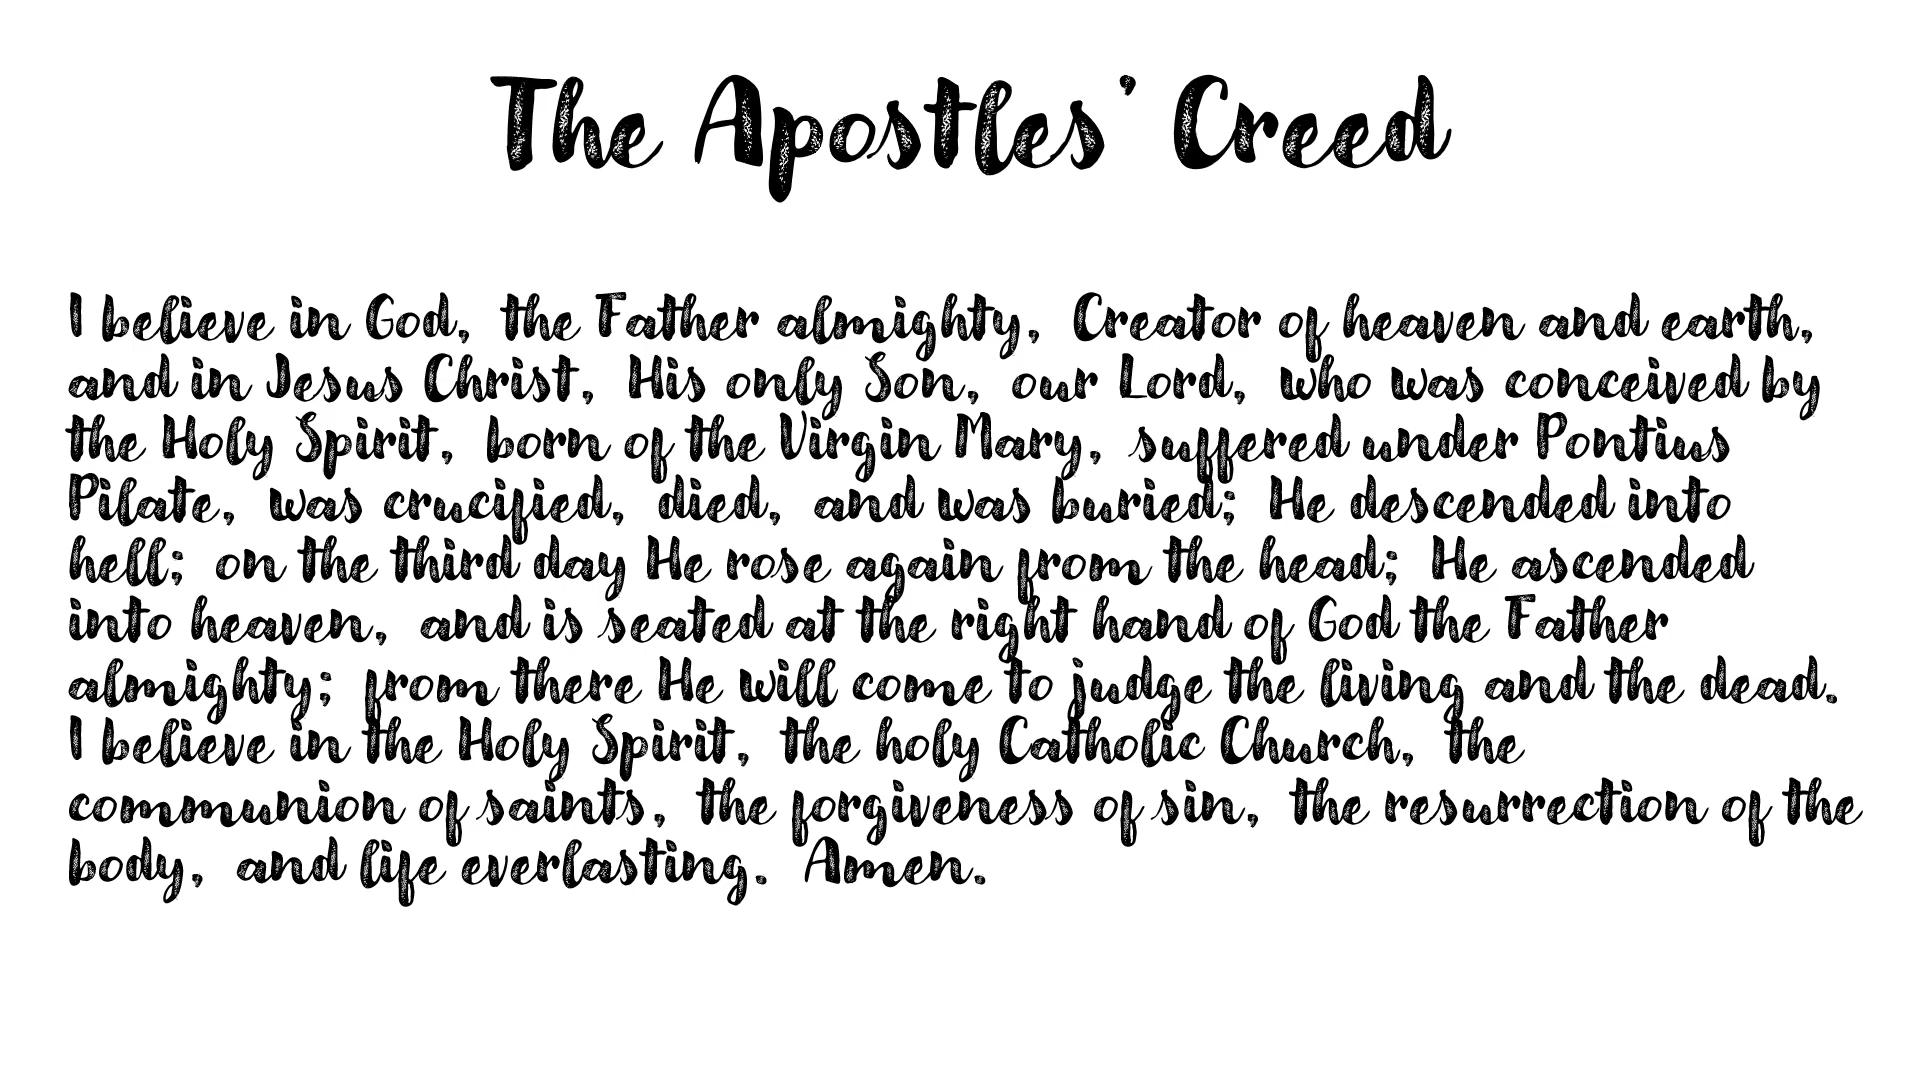 The Apostles’ Creed
I believe in God, the Father almighty, Creator of heaven and earth,
and in Jesus Christ, His only Son, our Lord, who was conceived by
the Holy Spirit, born of the Virgin Mary, suffered under Pontius
Pilate, was crucified, died, and was buried; He descended into
hell; on the third day He rose again from the head; He ascended
into heaven, and is seated at the right hand of God the Father
almighty; from there He will come to judge the living and the dead.
I believe in the Holy Spirit, the holy Catholic Church, the
communion of saints, the forgiveness of sin, the resurrection of the
body, and life everlasting. Amen.